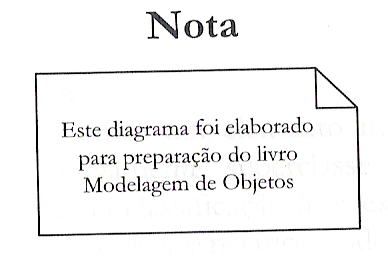 Nota
Este diagrama foi elaborado
para preparação do livro
Modelagem de Objetos